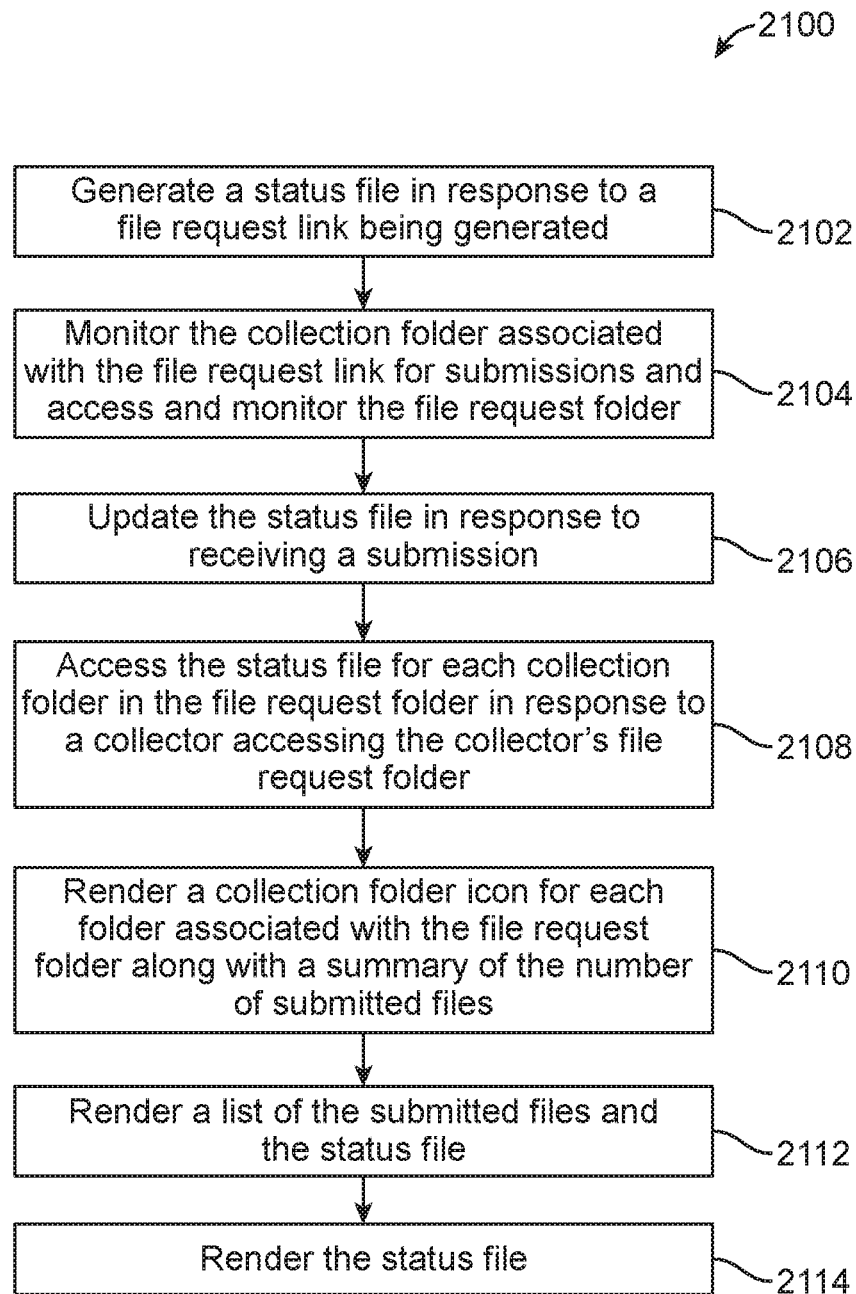 2100
Generate a status file in response to a
file request link being generated
2102
Monitor the collection folder associated
with the file request link for submissions and
access and monitor the file request folder
2104
Update the status file in response to
receiving a submission
2106
Access the status file for each collection
folder in the file request folder in response to
a collector accessing the collector's file
request folder
2108
Render a collection folder icon for each
folder associated with the file request
folder along with a summary of the number
of submitted files
2110
Render a list of the submitted files and
the status file
2112
Render the status file
2114